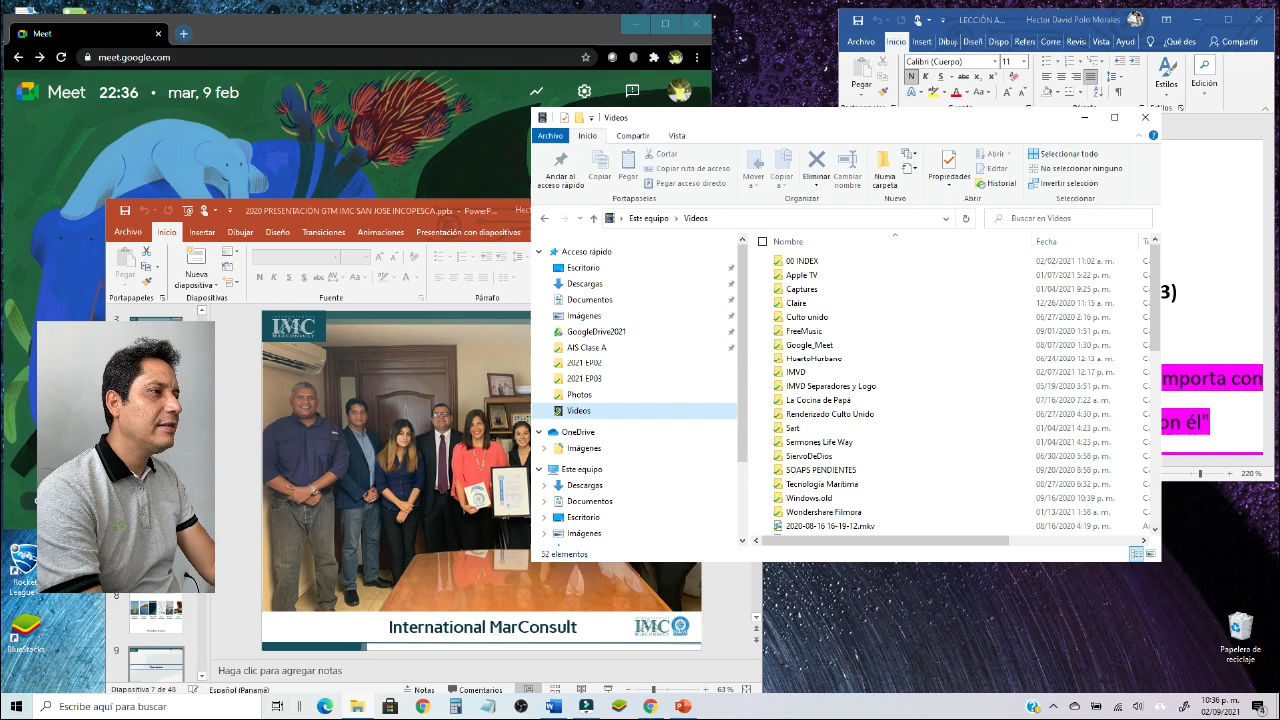 Meet
meet.google.com
Meet 22:36 • mar, 9 feb
2020 PRESENTACIÓN GTM IMC SAN JOSE INCOPESCA.pptx - PowerP...
Archivo Inicio Insertar Dibujar Diseño Transiciones Animaciones Presentación con diapositivas
Pegar
Nueva
diapositiva
Portapapeles Diapositivas Fuente Párrafo
N K S
3
8
9
IMC
MARCONSULT
International MarConsult
IMC
Haga clic para agregar notas
Diapositiva 7 de 48 Español (Panamá) Notas Comentarios 63 %
LECCIÓN A... Hector David Polo Morales
Archivo Inicio Insert Dibuj Diseñ Dispo Refere Corre Revis Vista Ayud ¿Qué des Compartir
Calibri (Cuerpo) 11
Pegar
N K S abc x₂ x²
Estilos Edición
Fuente Párrafo Estilos
3)
mporta con
on él"
220 %
Videos
Archivo Inicio Compartir Vista
Anclar al
acceso rápido
Copiar
Pegar
Cortar
Copiar ruta de acceso
Pegar acceso directo
Mover
a
Copiar
a
Eliminar
Cambiar
nombre
Nueva
carpeta
Propiedades
Abrir
Editar
Historial
Seleccionar todo
No seleccionar ninguno
Invertir selección
Portapapeles Organizar Nuevo Abrir Seleccionar
Este equipo Videos
Buscar en Videos
Acceso rápido
Escritorio
Descargas
Documentos
Imágenes
GoogleDrive2021
AIS Clase A
2021 EP02
2021 EP03
Photos
Videos
OneDrive
Imágenes
Este equipo
Descargas
Documentos
Escritorio
Imágenes
Nombre Fecha
00 INDEX 02/02/2021 11:02 a. m.
Apple TV 01/07/2021 5:22 p. m.
Captures 01/04/2021 9:25 p. m.
Claire 12/26/2020 11:15 a. m.
Culto unido 06/27/2020 2:16 p. m.
FreeMusic 09/01/2020 1:51 p. m.
Google_Meet 08/07/2020 1:30 p. m.
HuertoHurbano 06/24/2020 12:13 a. m.
IMVD 02/07/2021 12:17 p. m.
IMVD Separadores y Logo 05/19/2020 3:51 p. m.
La Cocina de Papá 07/16/2020 7:22 a. m.
Renderizado Culto Unido 06/27/2020 4:30 p. m.
Sart 01/04/2021 4:23 p. m.
Sermones Life Way 01/04/2021 4:23 p. m.
SiervoDeDios 06/30/2020 5:58 p. m.
SOAPS PENDIENTES 09/20/2020 8:58 p. m.
Tecnología Marítima 08/27/2020 6:32 p. m.
Windows.old 09/16/2020 10:39 p. m.
Wondershare Filmora 01/13/2021 1:58 a. m.
2020-08-16 16-19-12.mkv 08/16/2020 4:19 p. m.
52 elementos
Rocket
League
BlueStacks
Papelera de
reciclaje
Escribe aquí para buscar
10:36 p. m.
02/09/2021